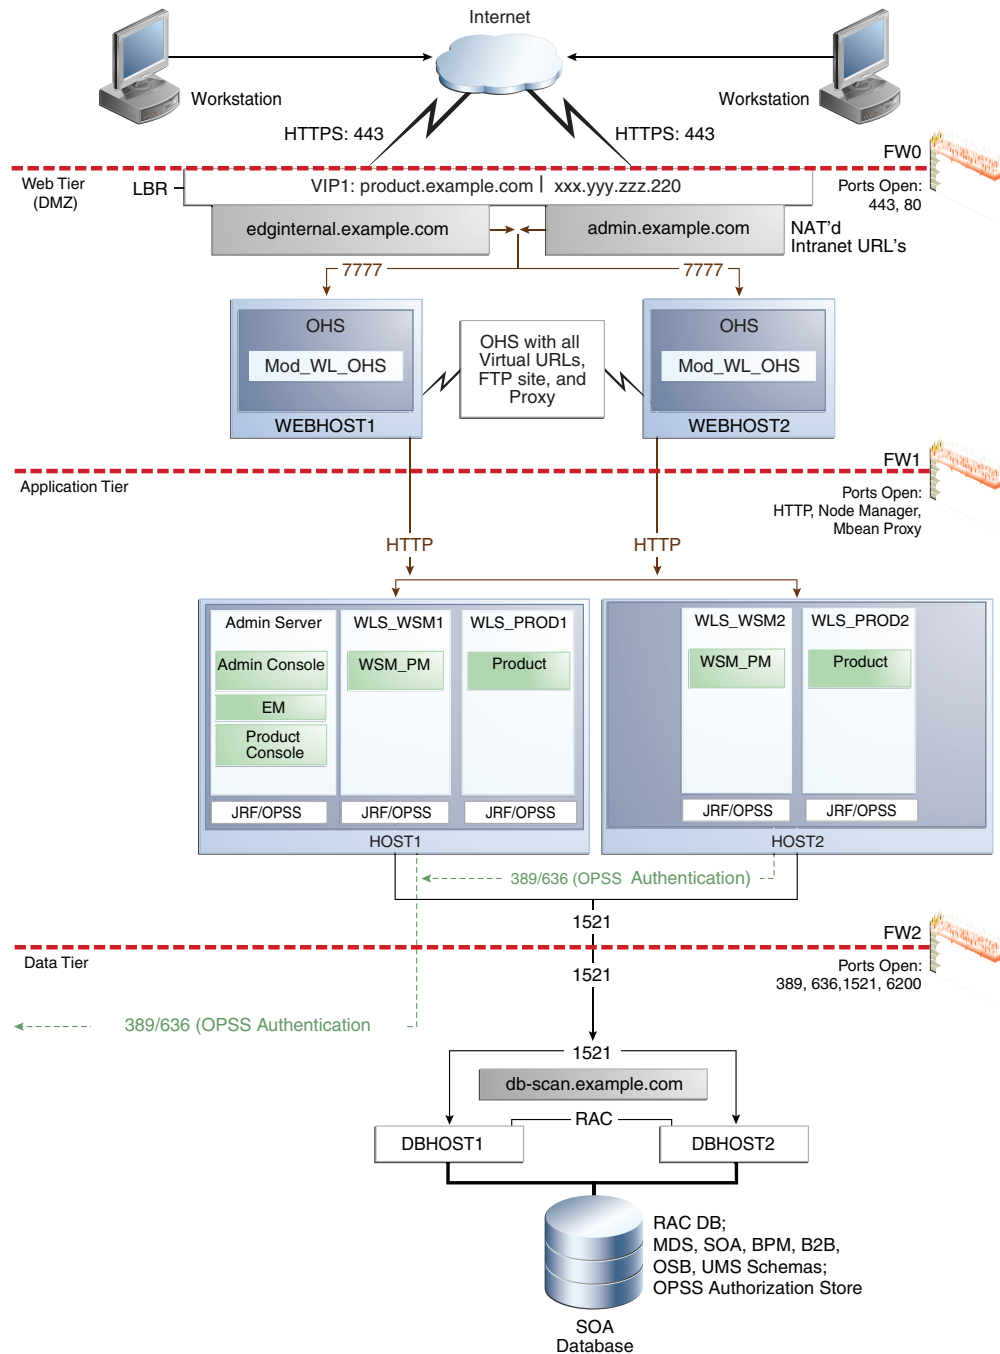 Internet
Workstation
Workstation
HTTPS: 443
HTTPS: 443
FW0
Web Tier
(DMZ)
LBR
VIP1: product.example.com | xxx.yyy.zzz.220
Ports Open:
443, 80
edginternal.example.com
admin.example.com
NAT'd
Intranet URL's
7777
7777
OHS
Mod_WL_OHS
WEBHOST1
OHS with all
Virtual URLs,
FTP site, and
Proxy
OHS
Mod_WL_OHS
WEBHOST2
FW1
Application Tier
Ports Open:
HTTP, Node Manager,
Mbean Proxy
HTTP
HTTP
Admin Server
WLS_WSM1
WLS_PROD1
WLS_WSM2
WLS_PROD2
Admin Console
WSM_PM
Product
WSM_PM
Product
EM
Product
Console
JRF/OPSS
JRF/OPSS
JRF/OPSS
JRF/OPSS
JRF/OPSS
HOST1
HOST2
389/636 (OPSS Authentication)
1521
FW2
Data Tier
Ports Open:
389, 636,1521, 6200
1521
389/636 (OPSS Authentication
1521
db-scan.example.com
RAC
DBHOST1
DBHOST2
RAC DB;
MDS, SOA, BPM, B2B,
OSB, UMS Schemas;
OPSS Authorization Store
SOA
Database